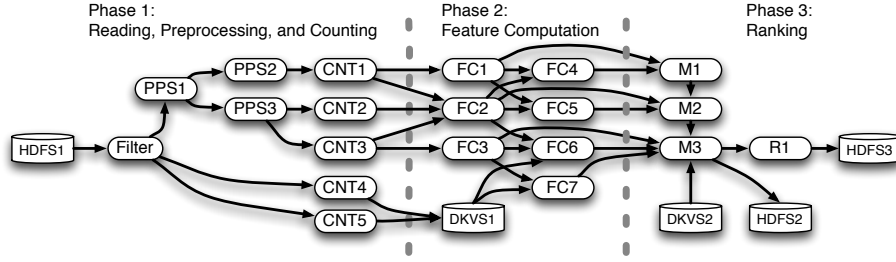 Phase 1:
Reading, Preprocessing, and Counting
Phase 2:
Feature Computation
Phase 3:
Ranking
PPS2
CNT1
FC1
FC4
M1
PPS1
PPS3
CNT2
FC2
FC5
M2
HDFS1
Filter
CNT3
FC3
FC6
M3
R1
HDFS3
CNT4
FC7
CNT5
DKVS1
DKVS2
HDFS2